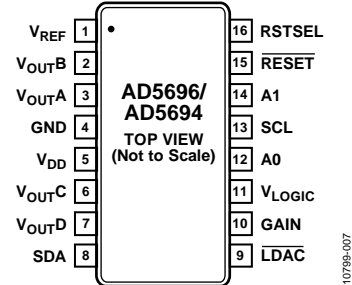 VREF 1
VOUTB 2
VOUTA 3
GND 4
VDD 5
VOUTC 6
VOUTD 7
SDA 8
AD5696/
AD5694
TOP VIEW
(Not to Scale)
16 RSTSEL
15 RESET
14 A1
13 SCL
12 A0
11 VLOGIC
10 GAIN
9 LDAC
10799-007